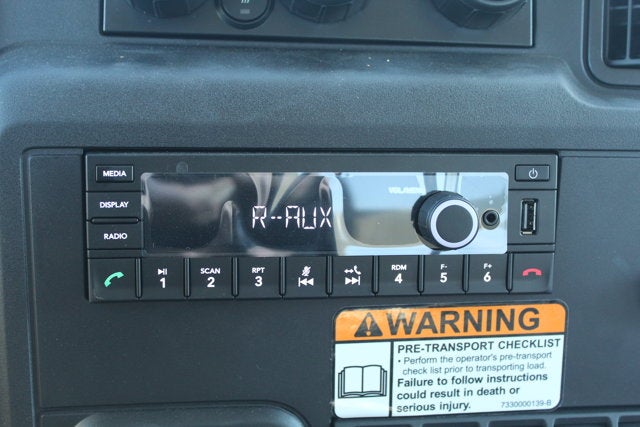 MEDIA
DISPLAY
RADIO
R-AUX
VOL/MENU
1
SCAN
2
RPT
3
RDM
4
F-
5
F+
6
WARNING
PRE-TRANSPORT CHECKLIST
• Perform the operator's pre-transport
check list prior to transporting load.
Failure to follow instructions
could result in death or
serious injury.
7330000139-B